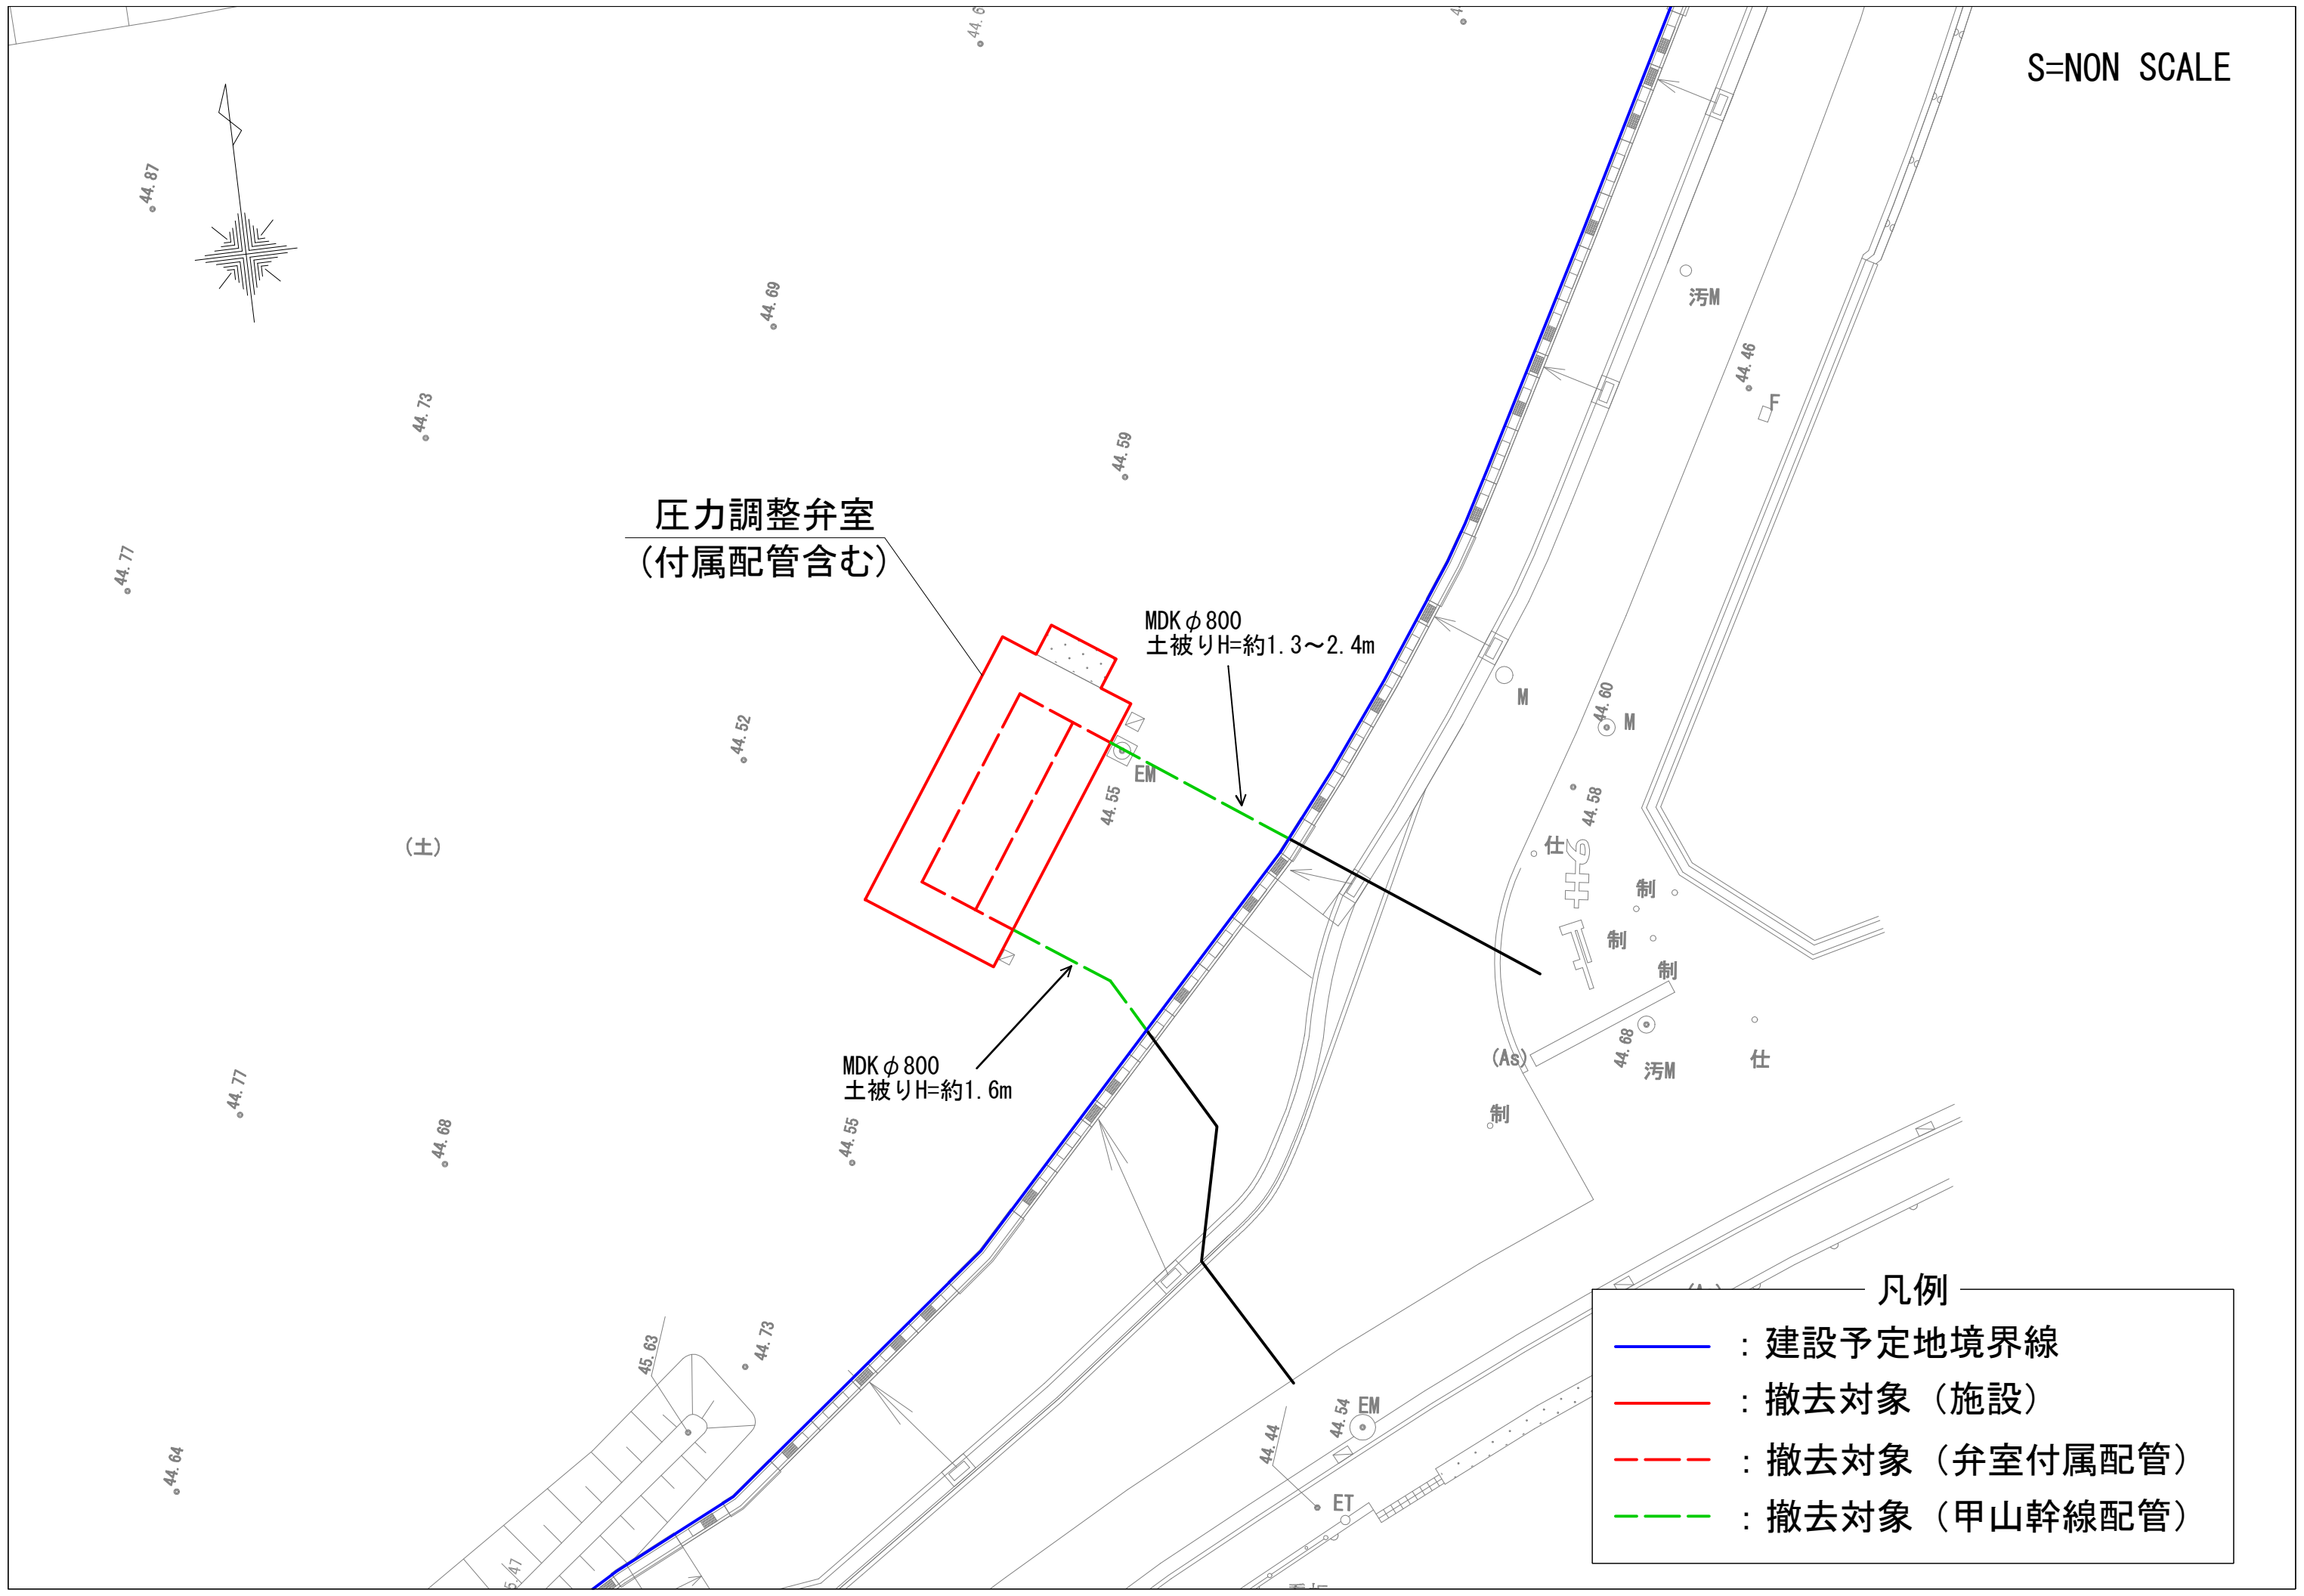 S=NON SCALE
44.87
44.69
44.73
44.59
44.46
F
汚M
44.77
圧力調整弁室
(付属配管含む)
MDKφ800
土被りH=約1.3～2.4m
44.52
EM
44.55
M
44.60
M
44.58
(土)
仕
制
制
制
44.68
(As)
汚M
仕
制
MDKφ800
土被りH=約1.6m
44.77
44.68
44.55
45.63
44.73
44.64
44.44
44.54
EM
ET
凡例
：建設予定地境界線
：撤去対象（施設）
：撤去対象（弁室付属配管）
：撤去対象（甲山幹線配管）